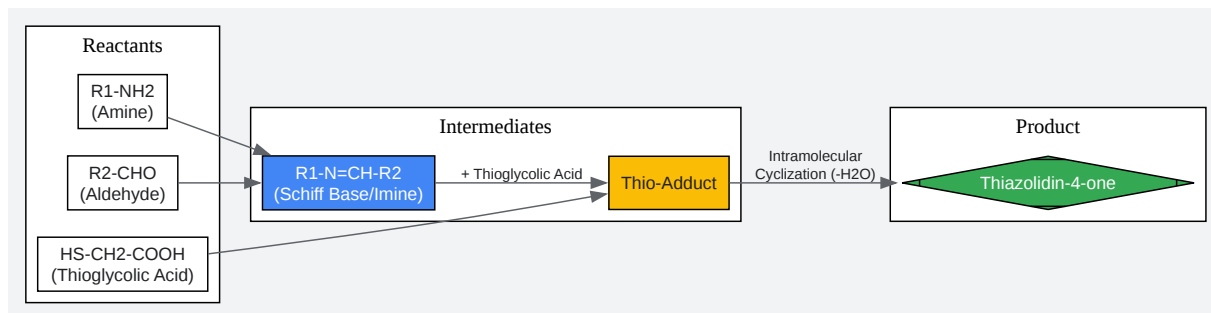 Reactants
R1-NH2
(Amine)
R2-CHO
(Aldehyde)
HS-CH2-COOH
(Thioglycolic Acid)
Intermediates
R1-N=CH-R2
(Schiff Base/Imine)
+ Thioglycolic Acid
Thio-Adduct
Intramolecular
Cyclization (-H2O)
Product
Thiazolidin-4-one